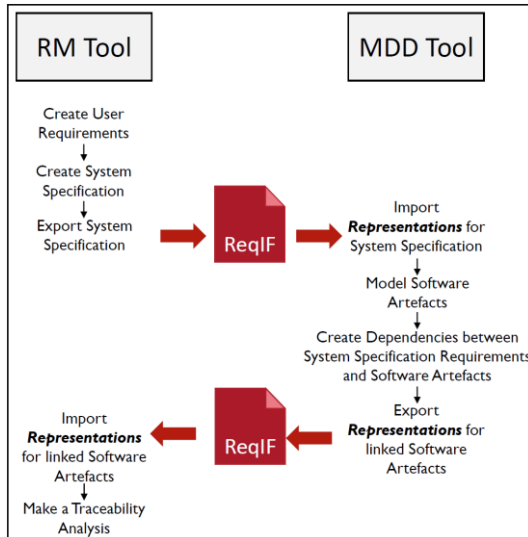 RM Tool
MDD Tool
Create User
Requirements
Create System
Specification
Export System
Specification
ReqIF
Import
Representations for
System Specification
Model Software
Artefacts
Create Dependencies between
System Specification Requirements
and Software Artefacts
Export
Representations for
linked Software
Artefacts
ReqIF
Import
Representations
for linked Software
Artefacts
Make a Traceability
Analysis